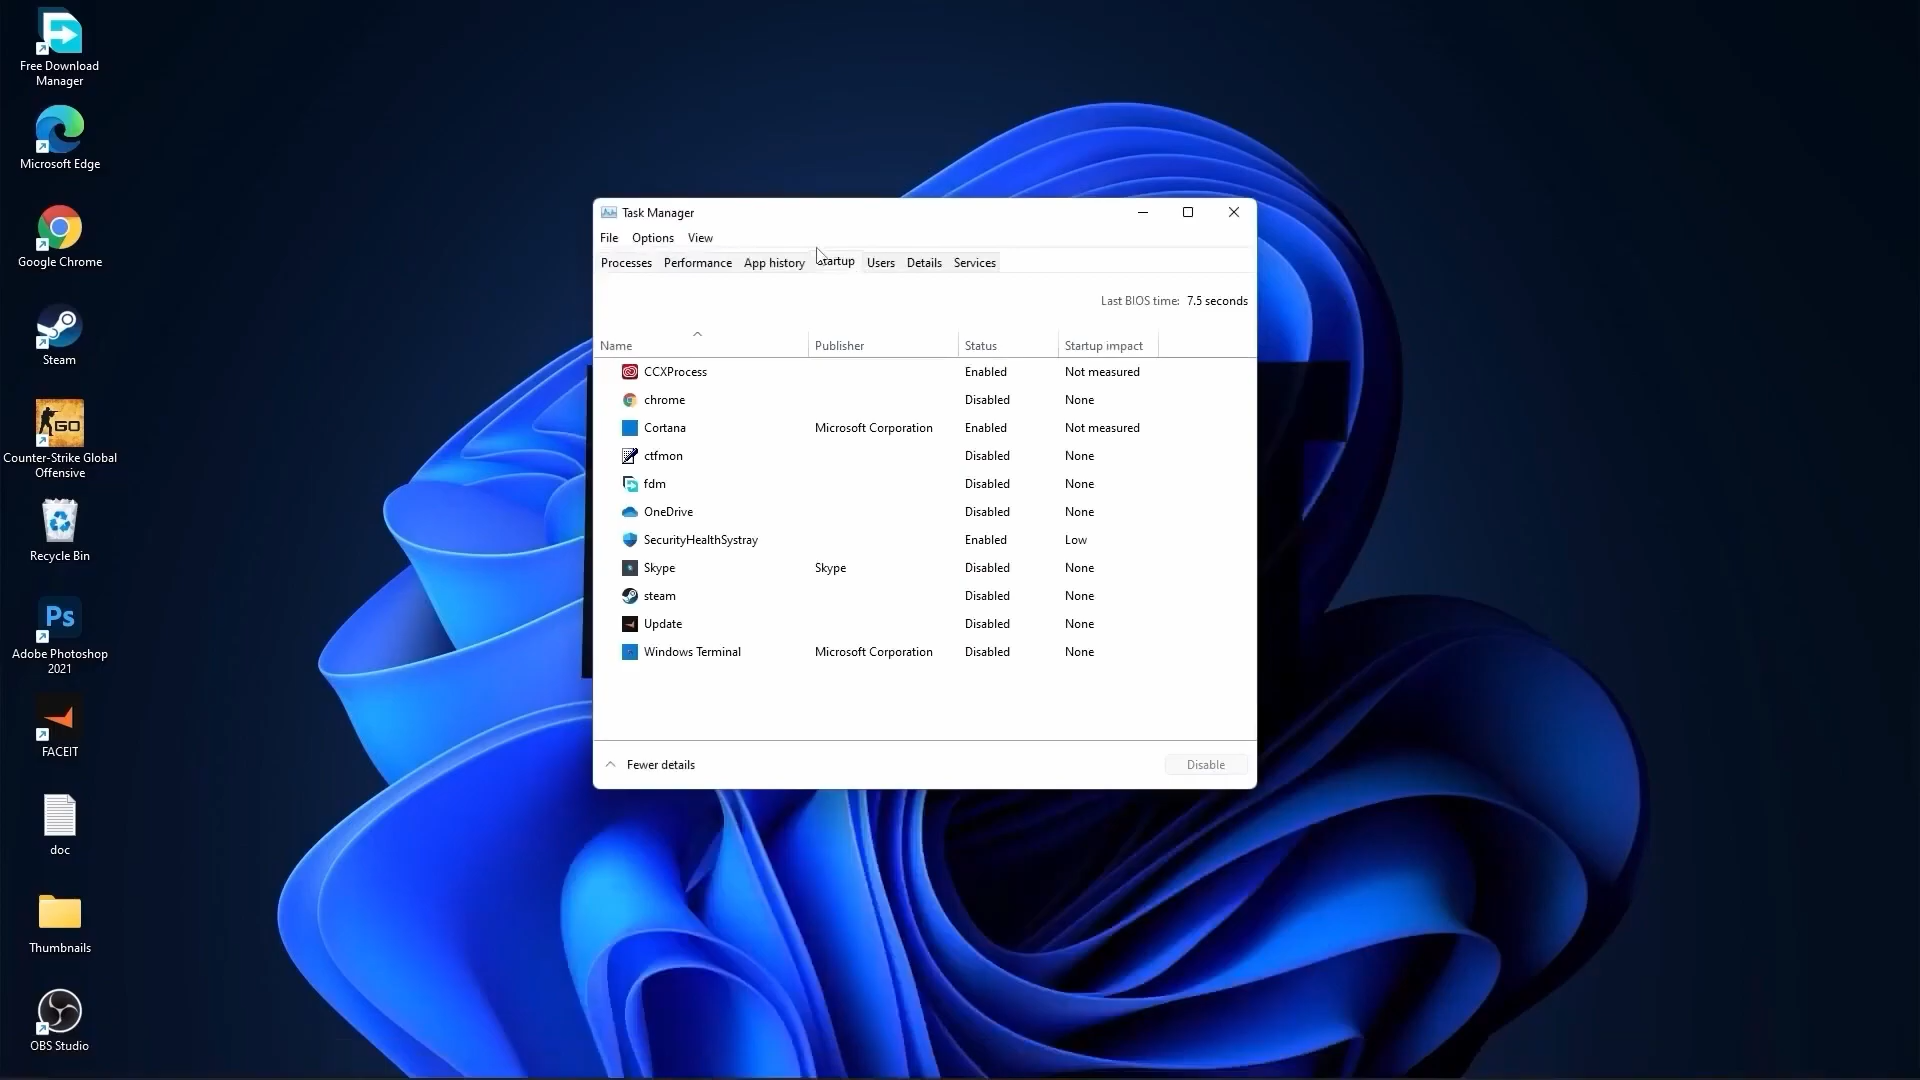 Free Download
Manager
Microsoft Edge
Google Chrome
Steam
GO
Counter-Strike Global
Offensive
Recycle Bin
Ps
Adobe Photoshop
2021
FACEIT
doc
Thumbnails
OBS Studio
Task Manager
File Options View
Processes Performance App history Startup Users Details Services
Last BIOS time: 7.5 seconds
Name Publisher Status Startup impact
CCXProcess Enabled Not measured
chrome Disabled None
Cortana Microsoft Corporation Enabled Not measured
ctfmon Disabled None
fdm Disabled None
OneDrive Disabled None
SecurityHealthSystray Enabled Low
Skype Skype Disabled None
steam Disabled None
Update Disabled None
Windows Terminal Microsoft Corporation Disabled None
Fewer details Disable